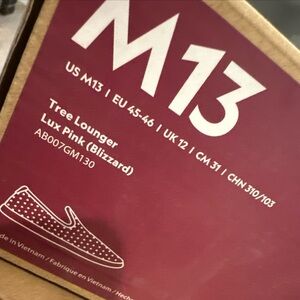 M13
US M13 | EU 45-46 | UK 12 | CM 31 | CHN 310/103
Tree Lounger
Lux Pink (Blizzard)
AB007GM130
de in Vietnam / Fabriqué en Vietnam / Hecho